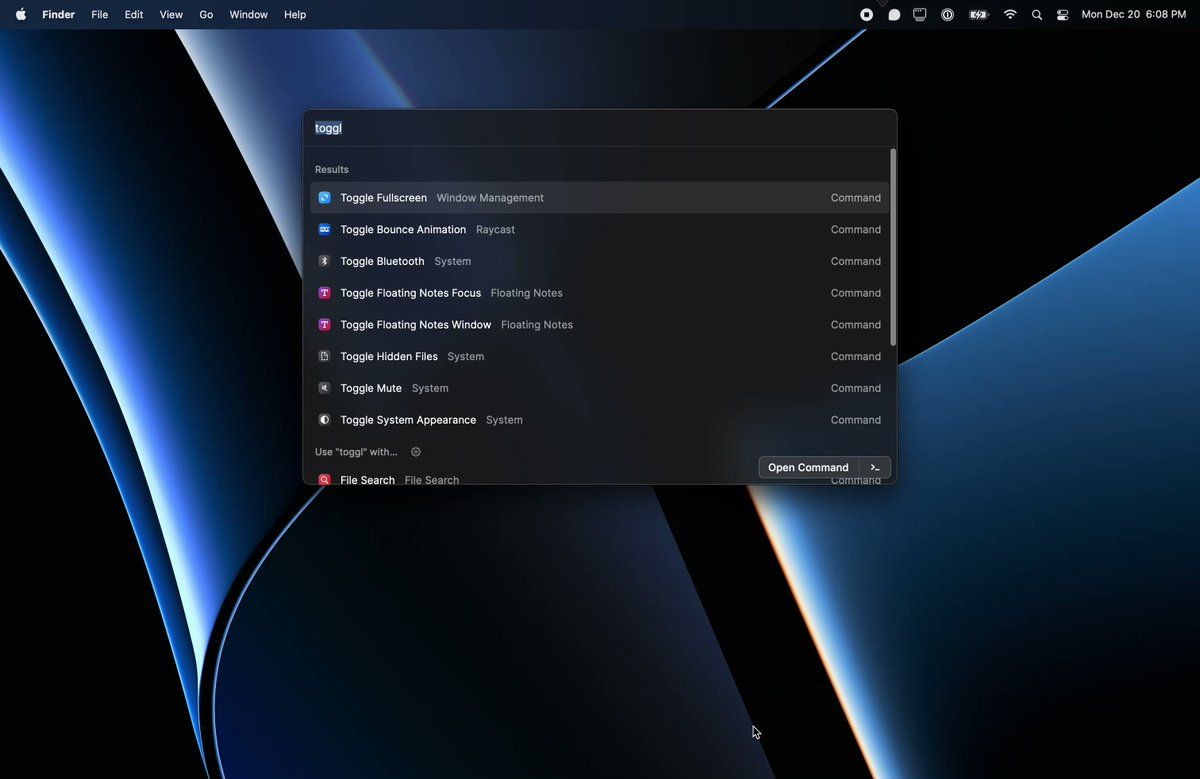 Finder File Edit View Go Window Help Mon Dec 20 6:08 PM
toggl
Results
Toggle Fullscreen Window Management Command
Toggle Bounce Animation Raycast Command
Toggle Bluetooth System Command
Toggle Floating Notes Focus Floating Notes Command
Toggle Floating Notes Window Floating Notes Command
Toggle Hidden Files System Command
Toggle Mute System Command
Toggle System Appearance System Command
Use "toggl" with...
Open Command
File Search File Search Command